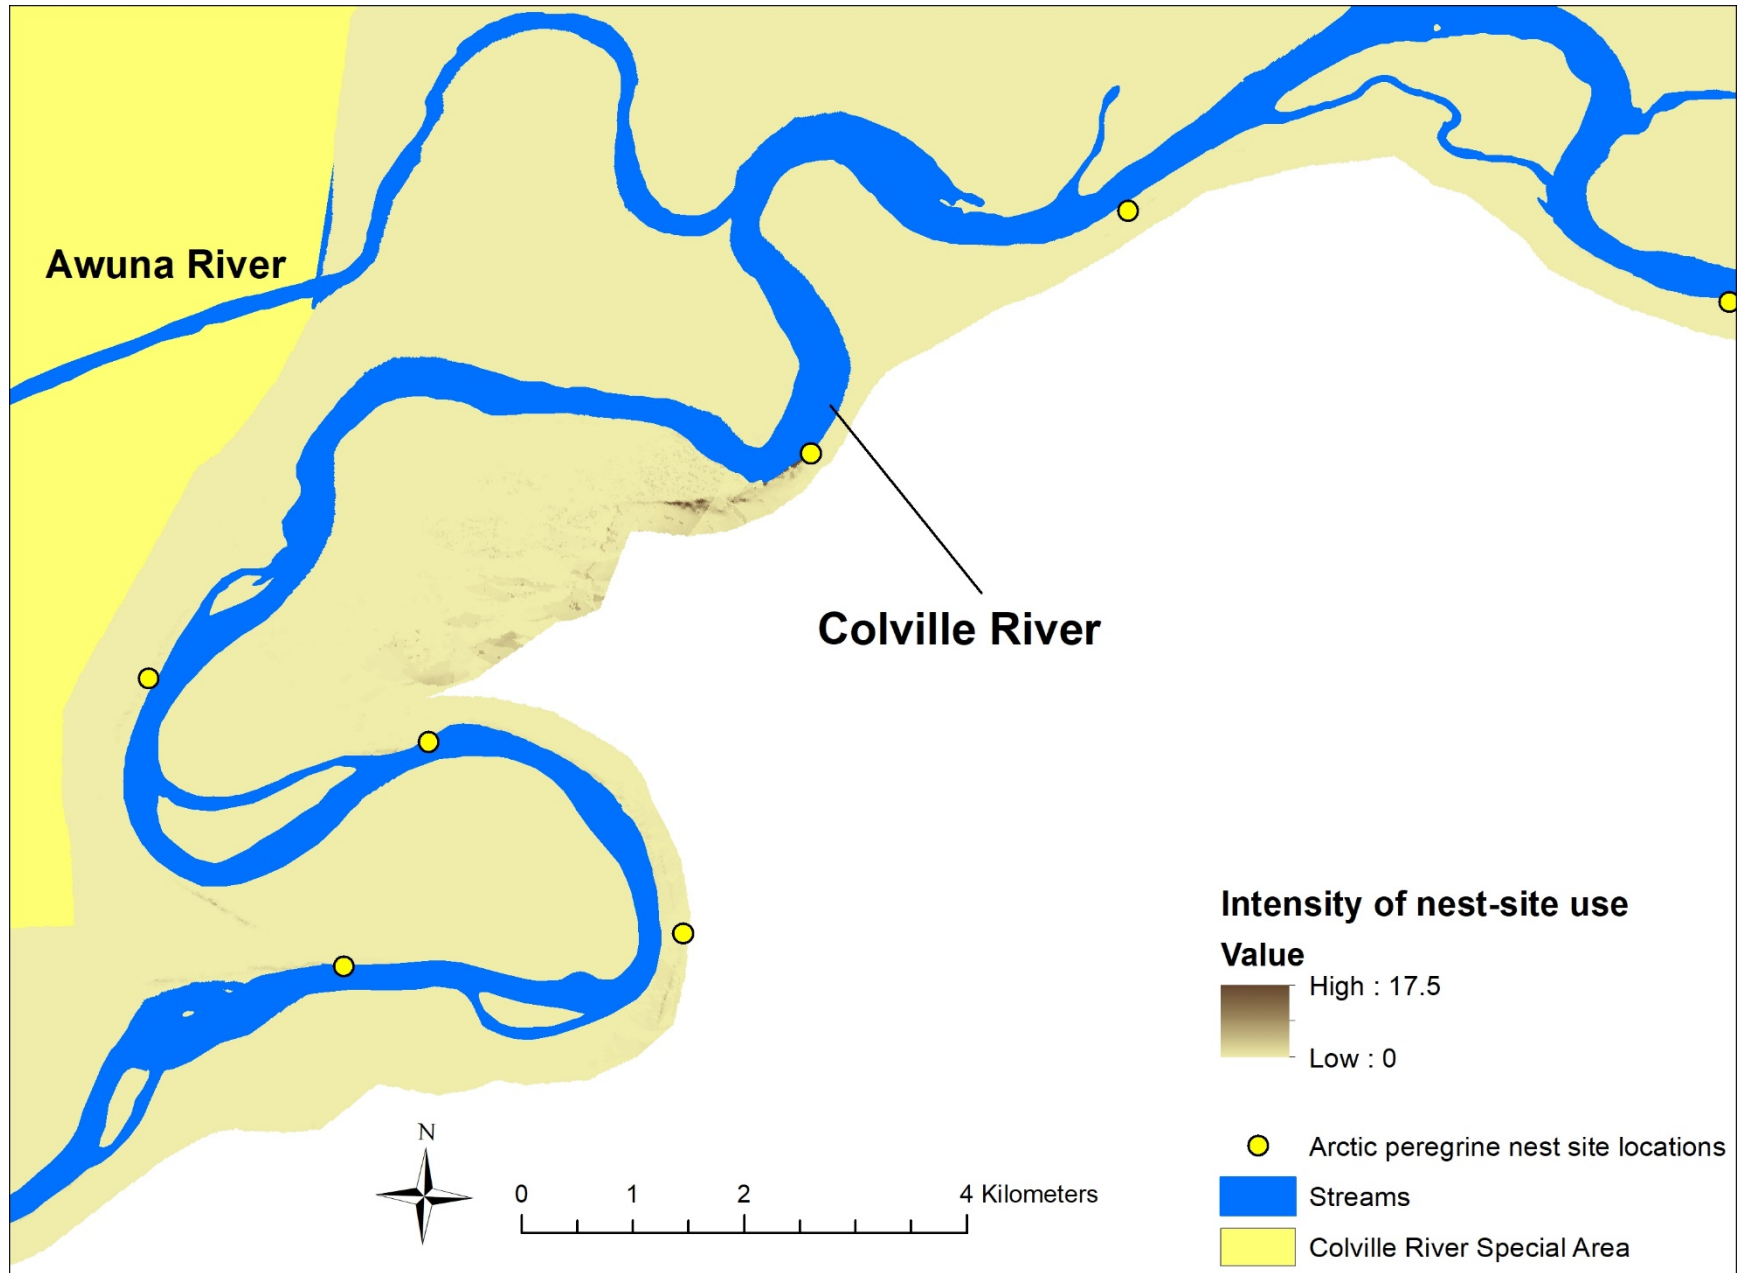 Awuna River
Colville River
Intensity of nest-site use
Value
High : 17.5
Low : 0
N
0 1 2 4 Kilometers
Arctic peregrine nest site locations
Streams
Colville River Special Area